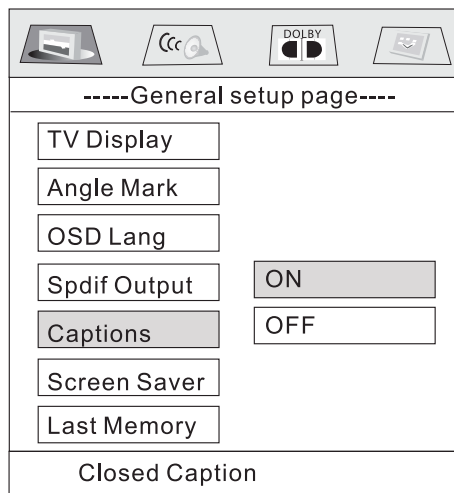 DOLBY
-----General setup page----
TV Display
Angle Mark
OSD Lang
Spdif Output
ON
Captions
OFF
Screen Saver
Last Memory
Closed Caption